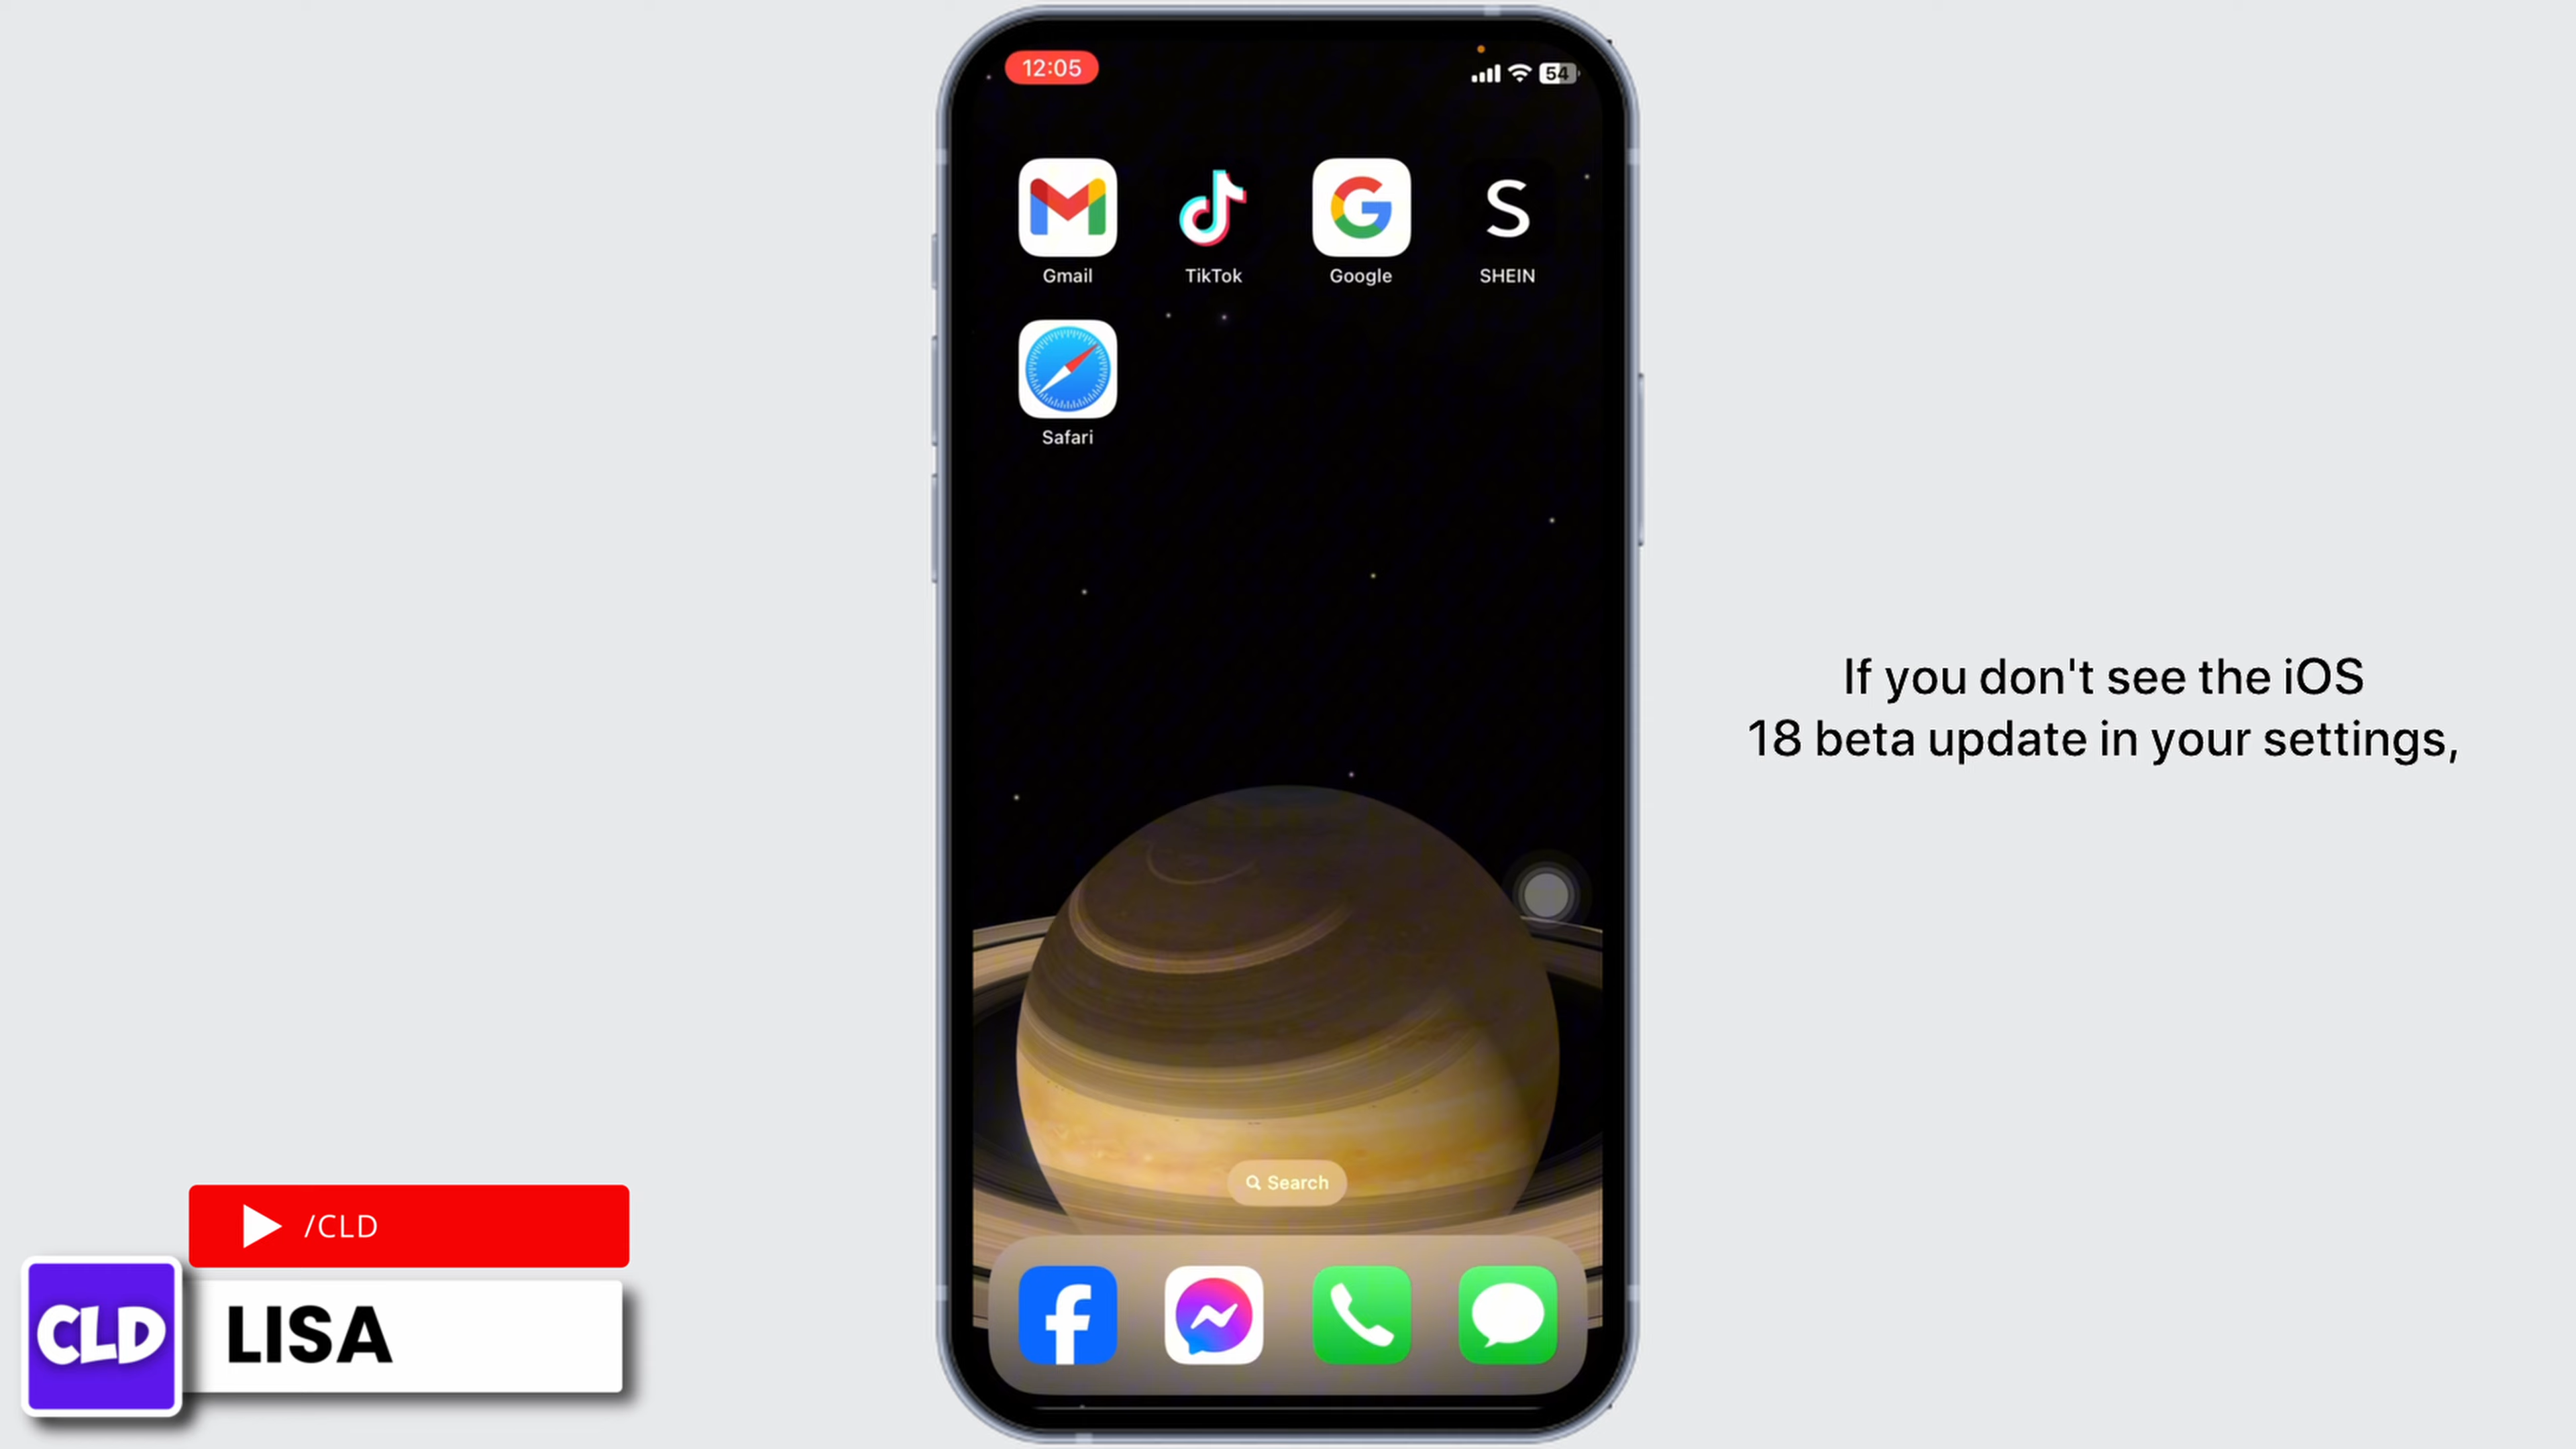 12:05
54
Gmail
TikTok
Google
S
SHEIN
Safari
If you don't see the iOS
18 beta update in your settings,
Search
/CLD
CLD
LISA